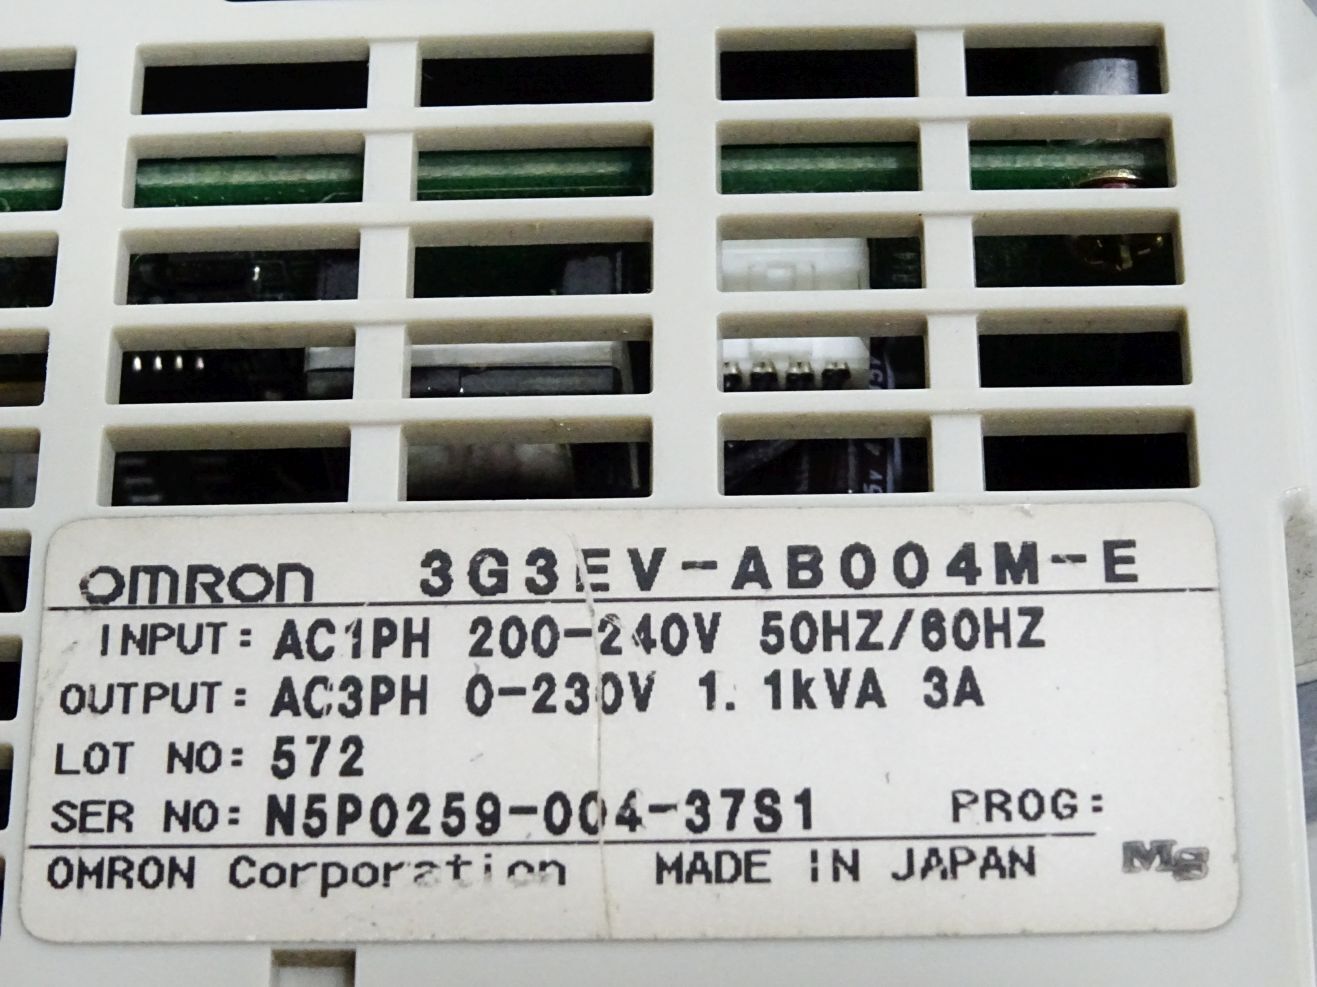 OMRON 3G3EV-AB004M-E
INPUT: AC1PH 200-240V 50HZ/60HZ
OUTPUT: AC3PH 0-230V 1.1kVA 3A
LOT NO: 572
SER NO: N5P0259-004-37S1 PROG:
OMRON Corporation MADE IN JAPAN